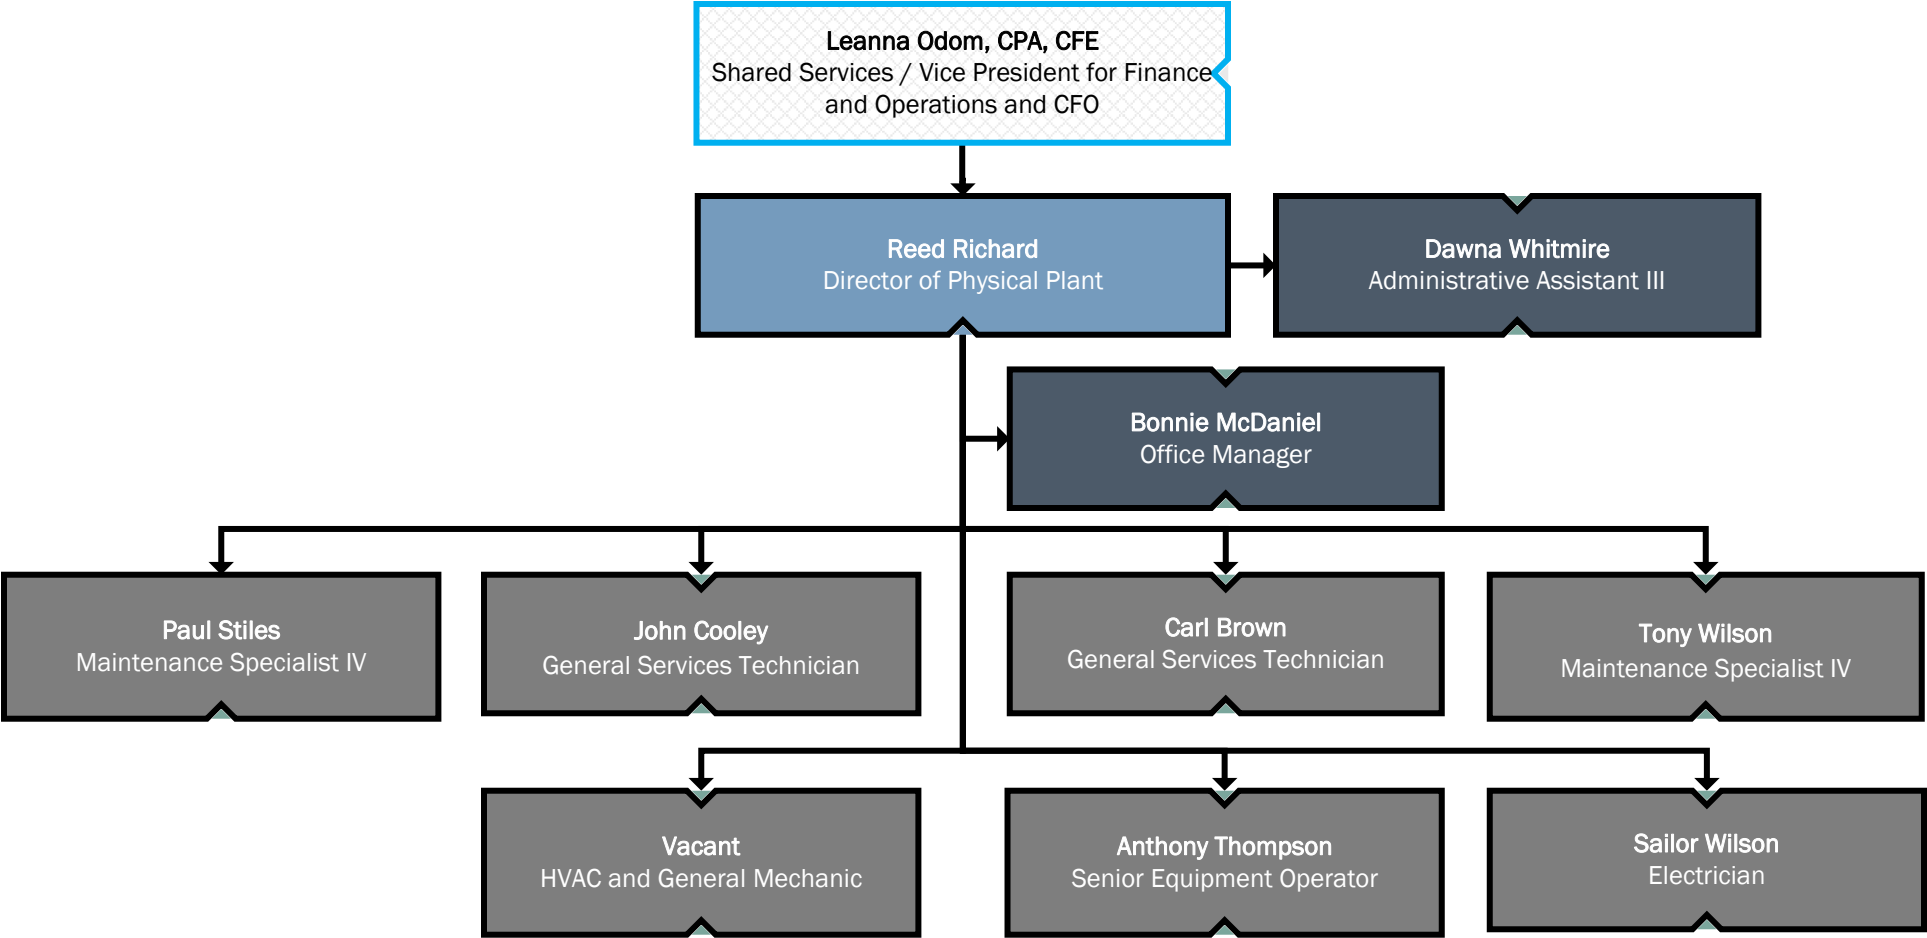 Leanna Odom, CPA, CFE
Shared Services / Vice President for Finance
and Operations and CFO
Reed Richard
Director of Physical Plant
Dawna Whitmire
Administrative Assistant III
Bonnie McDaniel
Office Manager
Paul Stiles
Maintenance Specialist IV
John Cooley
General Services Technician
Carl Brown
General Services Technician
Tony Wilson
Maintenance Specialist IV
Vacant
HVAC and General Mechanic
Anthony Thompson
Senior Equipment Operator
Sailor Wilson
Electrician